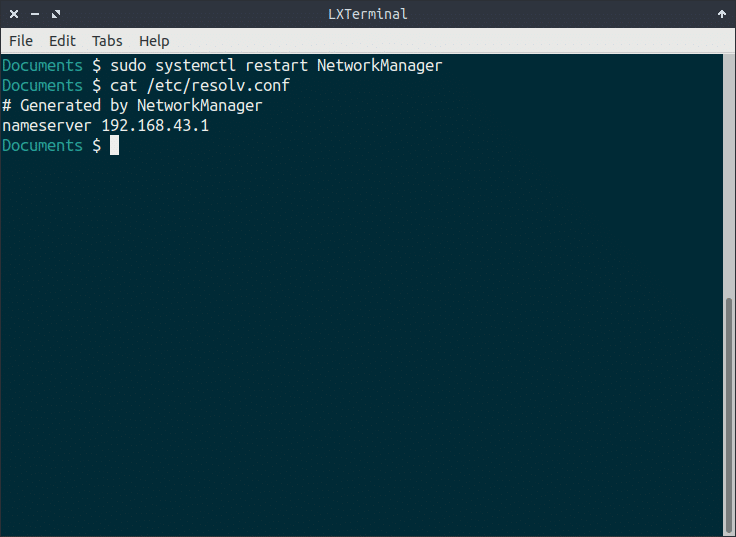 LXTerminal
File Edit Tabs Help
Documents $ sudo systemctl restart NetworkManager
Documents $ cat /etc/resolv.conf
# Generated by NetworkManager
nameserver 192.168.43.1
Documents $